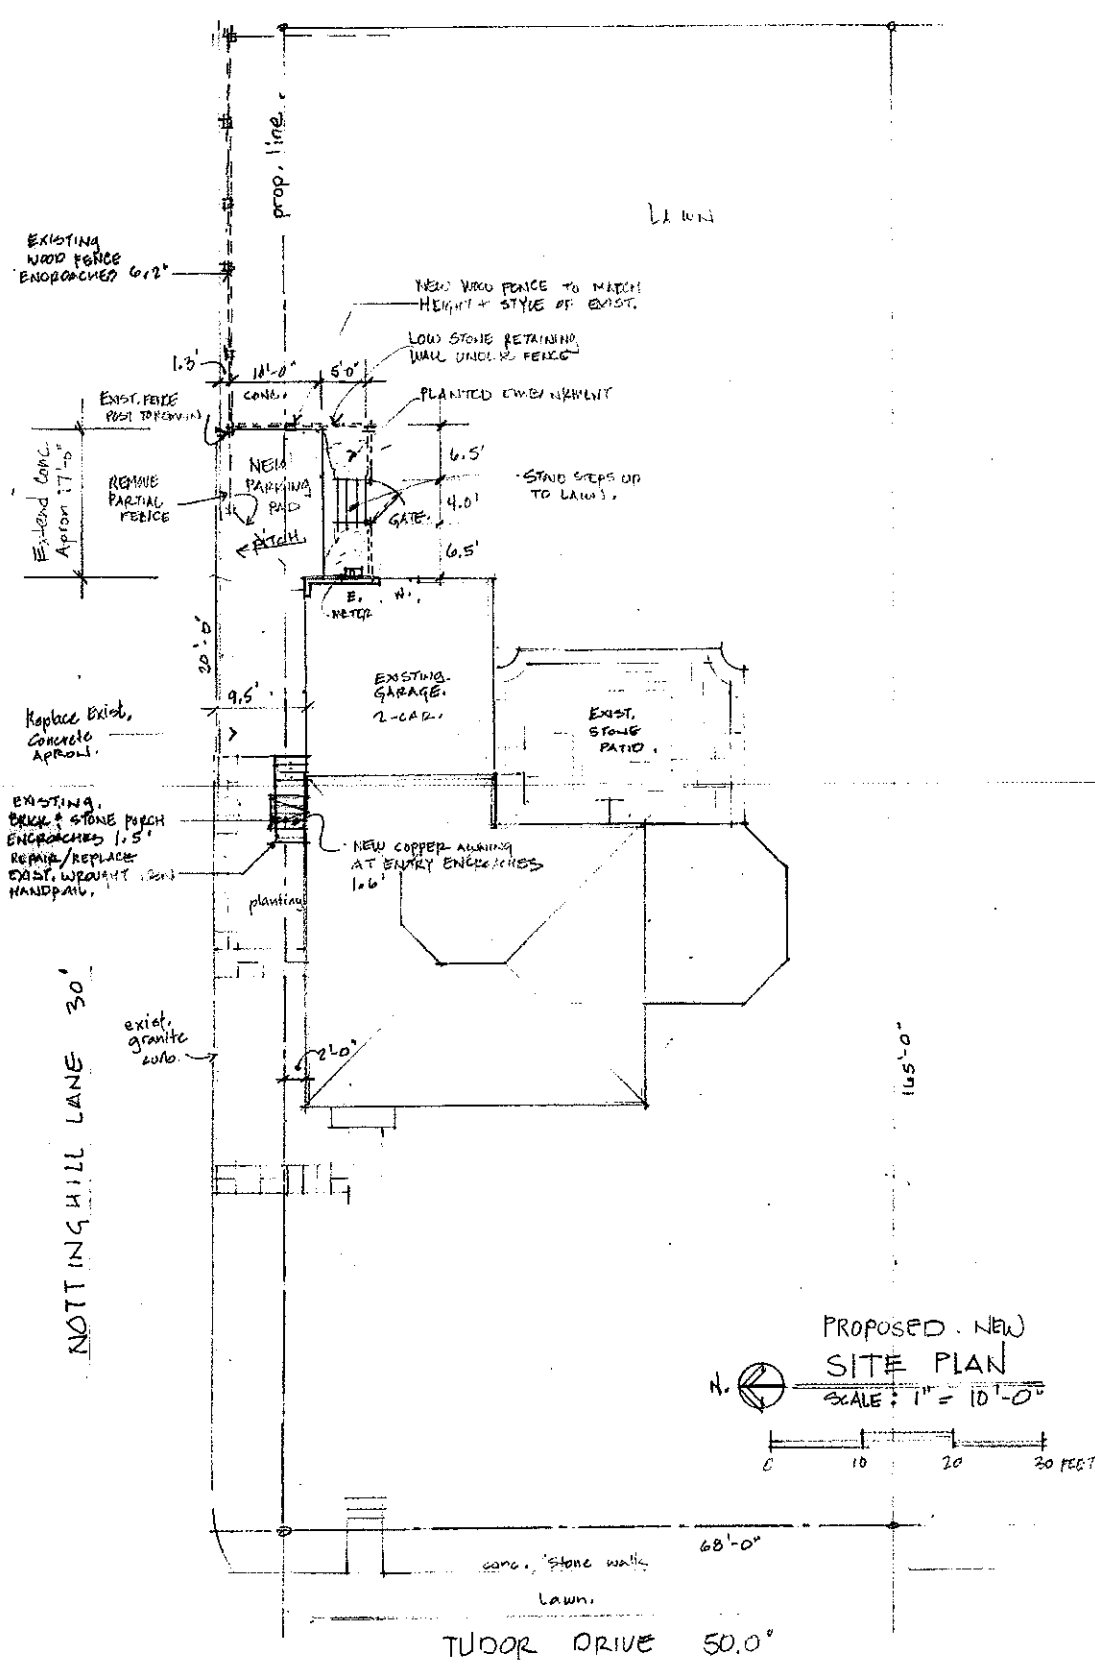 prop. line.
LAWN
EXISTING
WOOD FENCE
ENCROACHES 6.2'
NEW WOOD FENCE TO MATCH
HEIGHT + STYLE OF EXIST.
LOW STONE RETAINING
WALL UNDER FENCE
1.3'
10'-0"
5'0"
CONC.
PLANTED EMBANKMENT
EXIST. FENCE
POST TO REMAIN
Extend Conc.
Apron 17'-0"
REMOVE
PARTIAL
FENCE
NEW
PARKING
PAD
PITCH
6.5'
4.0'
6.5'
STONE STEPS UP
TO LAWN.
GATE.
E.
METER
W.
20'-0"
9.5'
EXISTING
GARAGE.
2-CAR.
EXIST.
STONE
PATIO.
Replace Exist.
Concrete
APRON.
EXISTING
BRICK & STONE PORCH
ENCROACHES 1.5'
REPAIR/REPLACE
EXIST. WROUGHT IRON
HANDRAIL.
NEW COPPER AWNING
AT ENTRY ENCROACHES
1.6'
planting
exist.
granite
curb.
2'-0"
NOTTINGHILL LANE 30'
165'-0"
PROPOSED NEW
SITE PLAN
SCALE: 1" = 10'-0"
N.
0 10 20 30 FEET
68'-0"
conc., stone walk
Lawn.
TUDOR DRIVE 50.0'